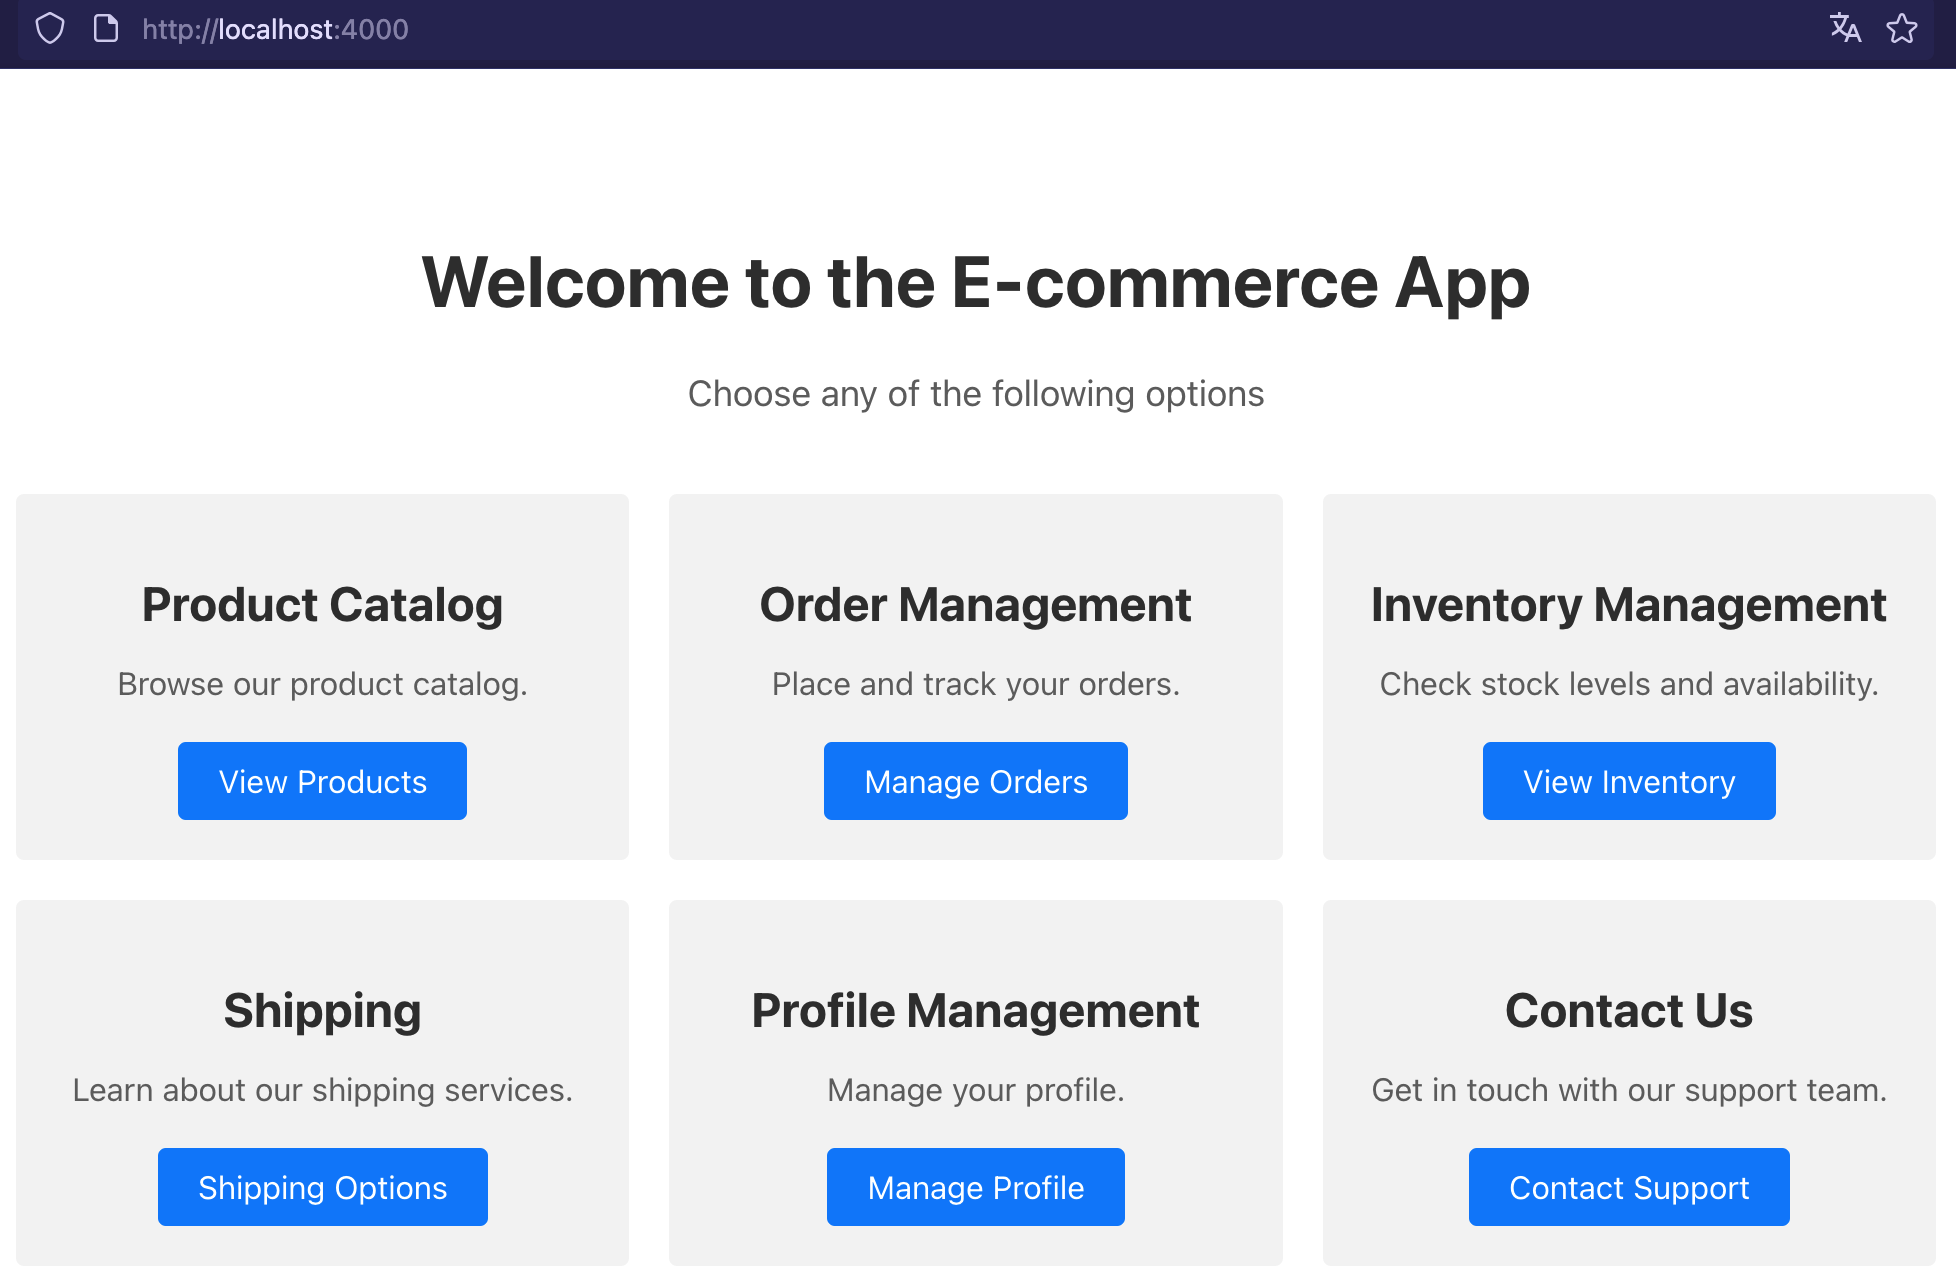 http://localhost:4000
Welcome to the E-commerce App
Choose any of the following options
Product Catalog
Browse our product catalog.
View Products
Order Management
Place and track your orders.
Manage Orders
Inventory Management
Check stock levels and availability.
View Inventory
Shipping
Learn about our shipping services.
Shipping Options
Profile Management
Manage your profile.
Manage Profile
Contact Us
Get in touch with our support team.
Contact Support